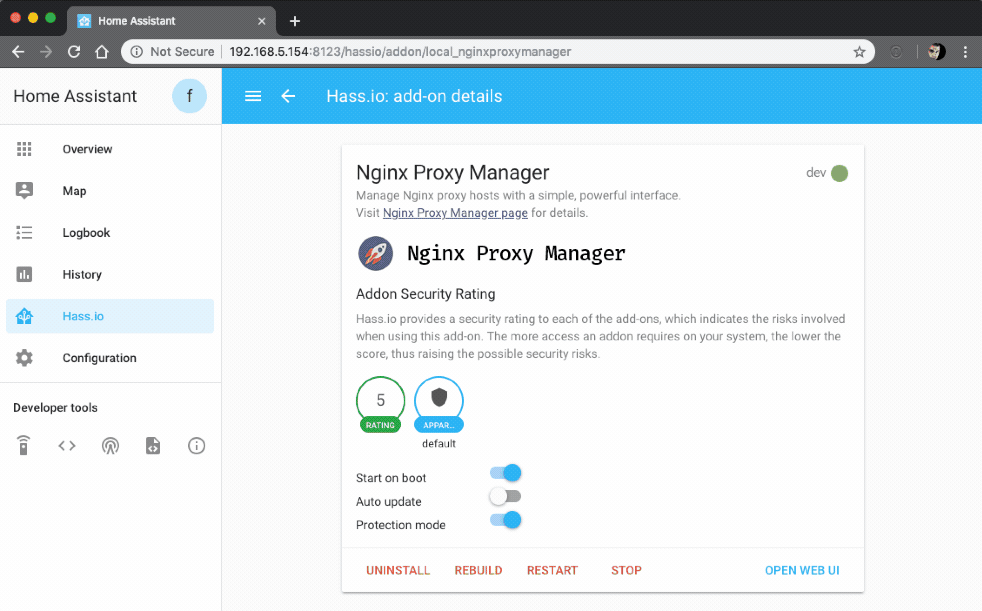 Home Assistant
Not Secure
192.168.5.154:8123/hassio/addon/local_nginxproxymanager
Home Assistant
f
Hass.io: add-on details
Overview
Map
Logbook
History
Hass.io
Configuration
Developer tools
Nginx Proxy Manager
dev
Manage Nginx proxy hosts with a simple, powerful interface.
Visit Nginx Proxy Manager page for details.
Nginx Proxy Manager
Addon Security Rating
Hass.io provides a security rating to each of the add-ons, which indicates the risks involved
when using this add-on. The more access an addon requires on your system, the lower the
score, thus raising the possible security risks.
5
RATING
APPAR...
default
Start on boot
Auto update
Protection mode
UNINSTALL
REBUILD
RESTART
STOP
OPEN WEB UI